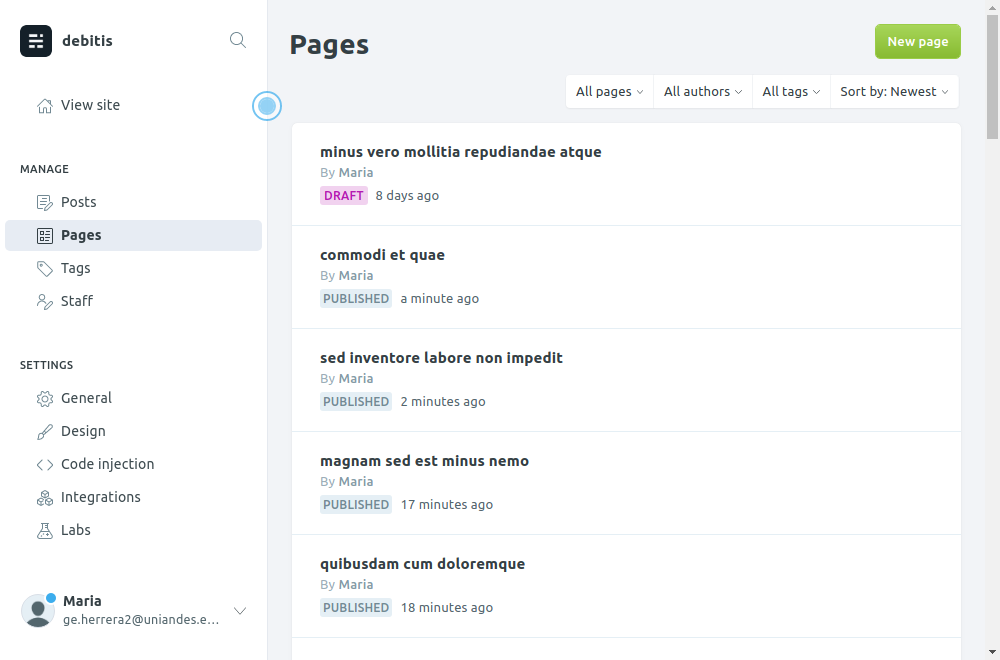 debitis
View site
MANAGE
Posts
Pages
Tags
Staff
SETTINGS
General
Design
Code injection
Integrations
Labs
Maria
ge.herrera2@uniandes.e...
Pages
New page
All pages
All authors
All tags
Sort by: Newest
minus vero mollitia repudiandae atque
By Maria
DRAFT 8 days ago
commodi et quae
By Maria
PUBLISHED a minute ago
sed inventore labore non impedit
By Maria
PUBLISHED 2 minutes ago
magnam sed est minus nemo
By Maria
PUBLISHED 17 minutes ago
quibusdam cum doloremque
By Maria
PUBLISHED 18 minutes ago